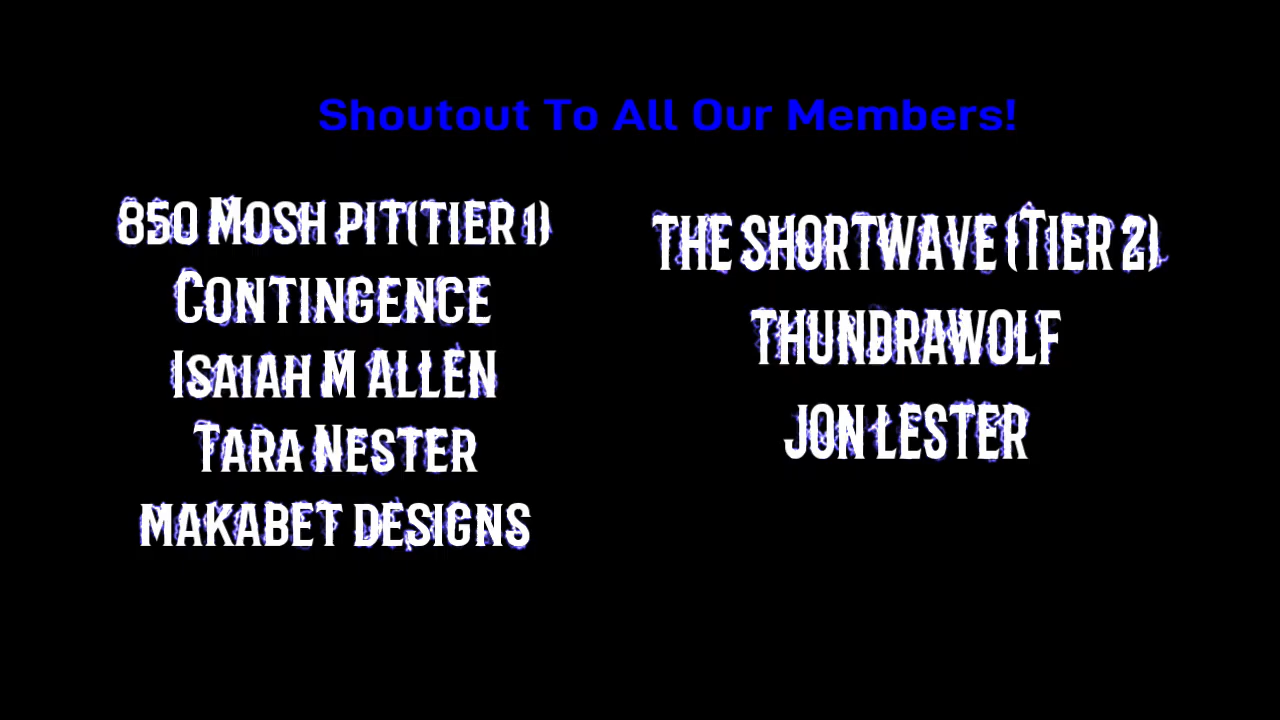 Shoutout To All Our Members!
850 Mosh pit(tier 1)
Contingence
Isaiah M Allen
Tara Nester
makabet designs
The Shortwave (Tier 2)
Thundrawolf
Jon Lester